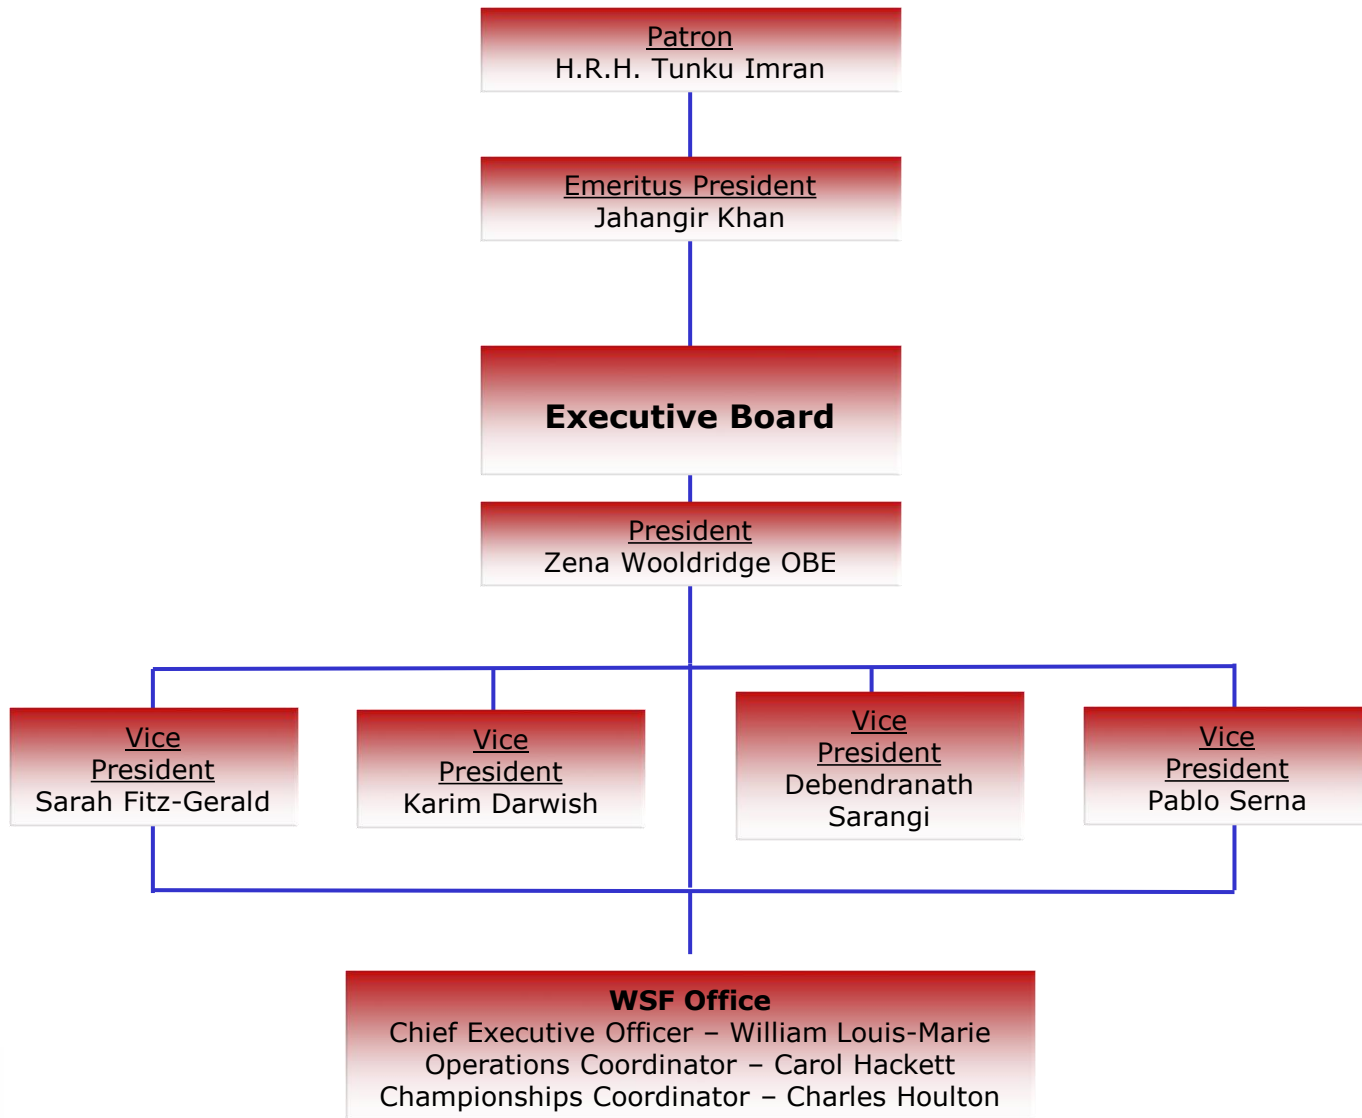 Patron
H.R.H. Tunku Imran
Emeritus President
Jahangir Khan
Executive Board
President
Zena Wooldridge OBE
Vice
President
Sarah Fitz-Gerald
Vice
President
Karim Darwish
Vice
President
Debendranath
Sarangi
Vice
President
Pablo Serna
WSF Office
Chief Executive Officer – William Louis-Marie
Operations Coordinator – Carol Hackett
Championships Coordinator – Charles Houlton